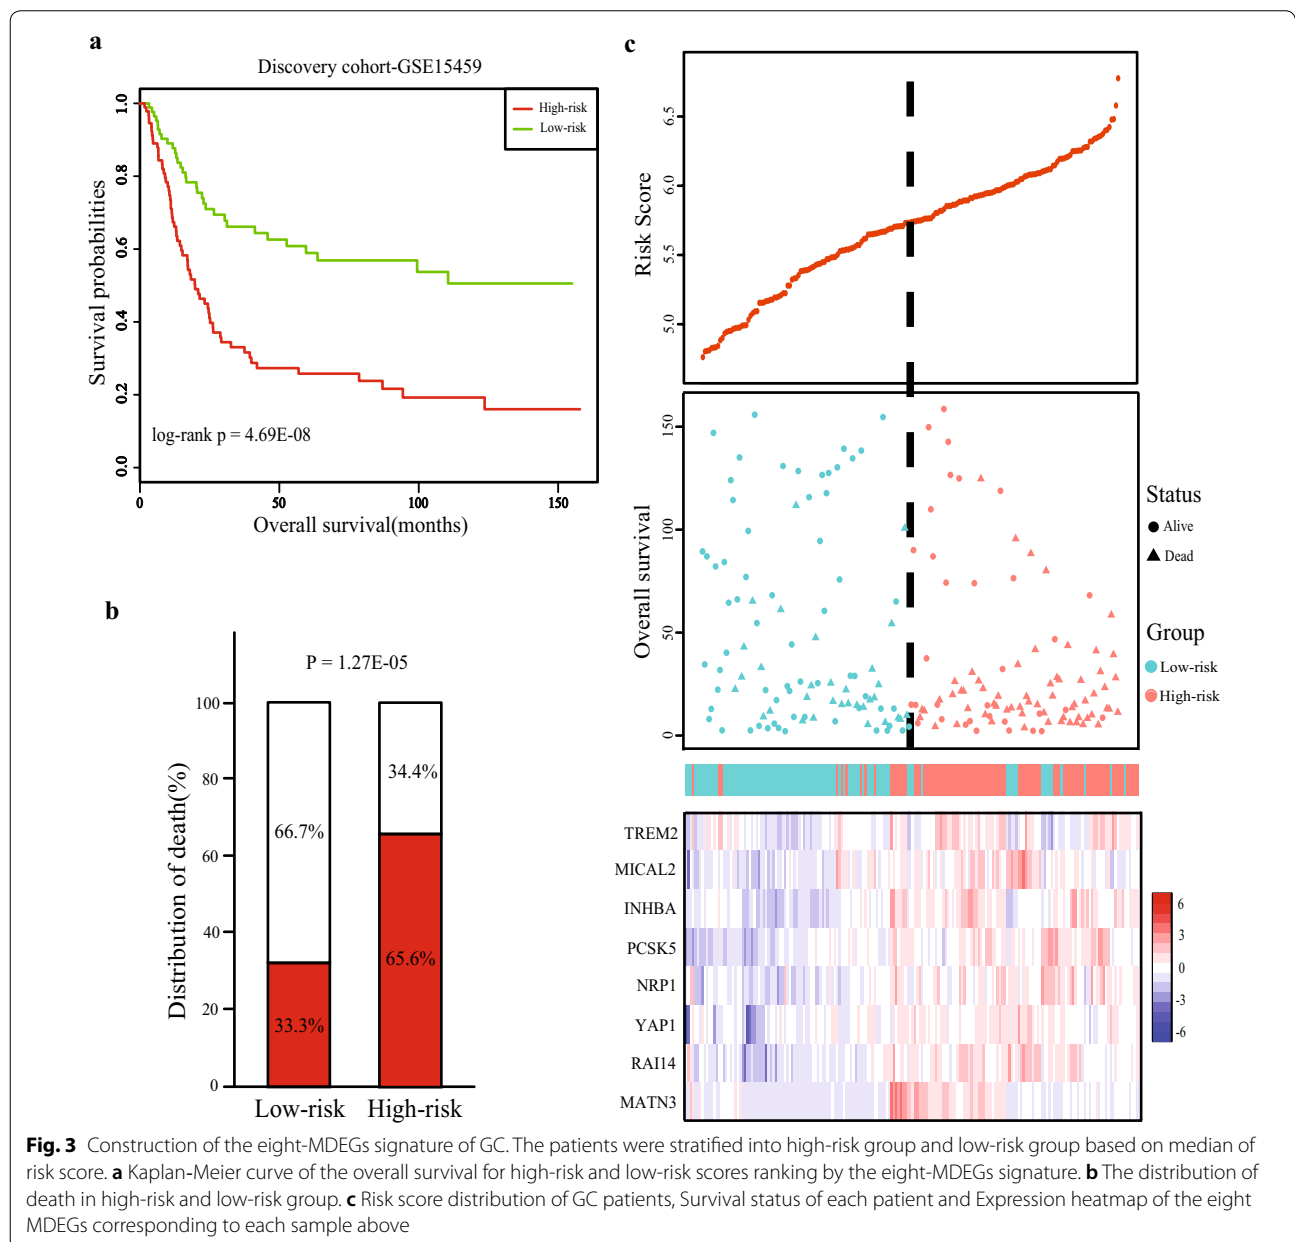 a
Discovery cohort-GSE15459
High-risk
Low-risk
Survival probabilities
1.0
0.8
0.6
0.4
0.2
0.0
log-rank p = 4.69E-08
0 50 100 150
Overall survival(months)
b
P = 1.27E-05
Distribution of death(%)
100
80
60
40
20
0
66.7%
33.3%
34.4%
65.6%
Low-risk High-risk
c
Risk Score
6.5
6.0
5.5
5.0
Overall survival
150
100
50
0
Status
Alive
Dead
Group
Low-risk
High-risk
TREM2
MICAL2
INHBA
PCSK5
NRP1
YAP1
RAI14
MATN3
6
3
0
-3
-6
Fig. 3 Construction of the eight-MDEGs signature of GC. The patients were stratified into high-risk group and low-risk group based on median of
risk score. a Kaplan-Meier curve of the overall survival for high-risk and low-risk scores ranking by the eight-MDEGs signature. b The distribution of
death in high-risk and low-risk group. c Risk score distribution of GC patients, Survival status of each patient and Expression heatmap of the eight
MDEGs corresponding to each sample above